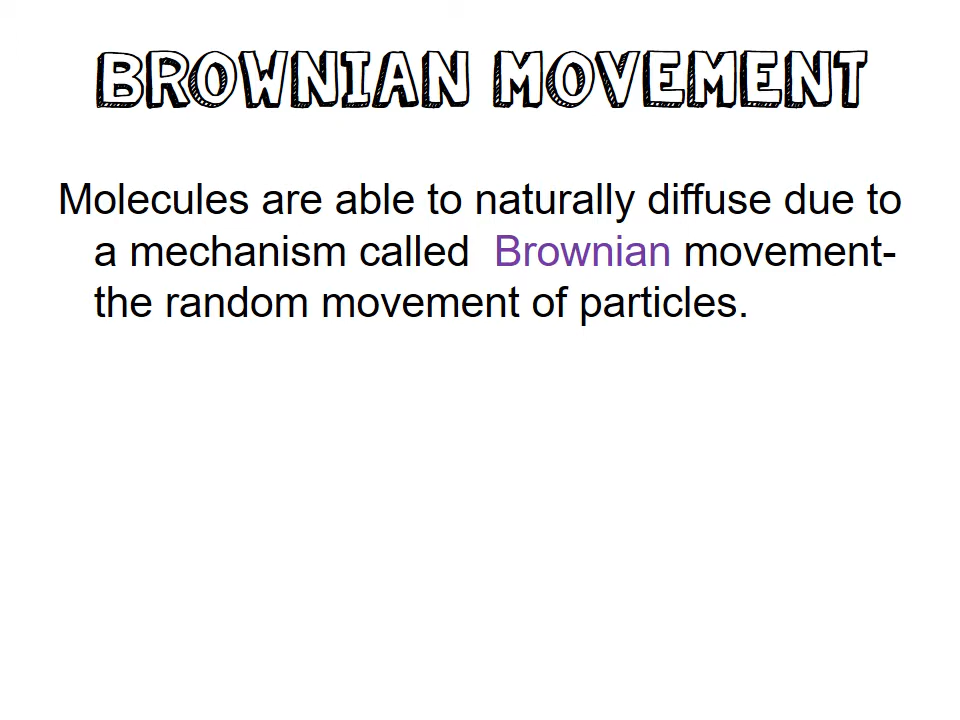 BROWNIAN MOVEMENT
Molecules are able to naturally diffuse due to
a mechanism called  Brownian movement-
the random movement of particles.